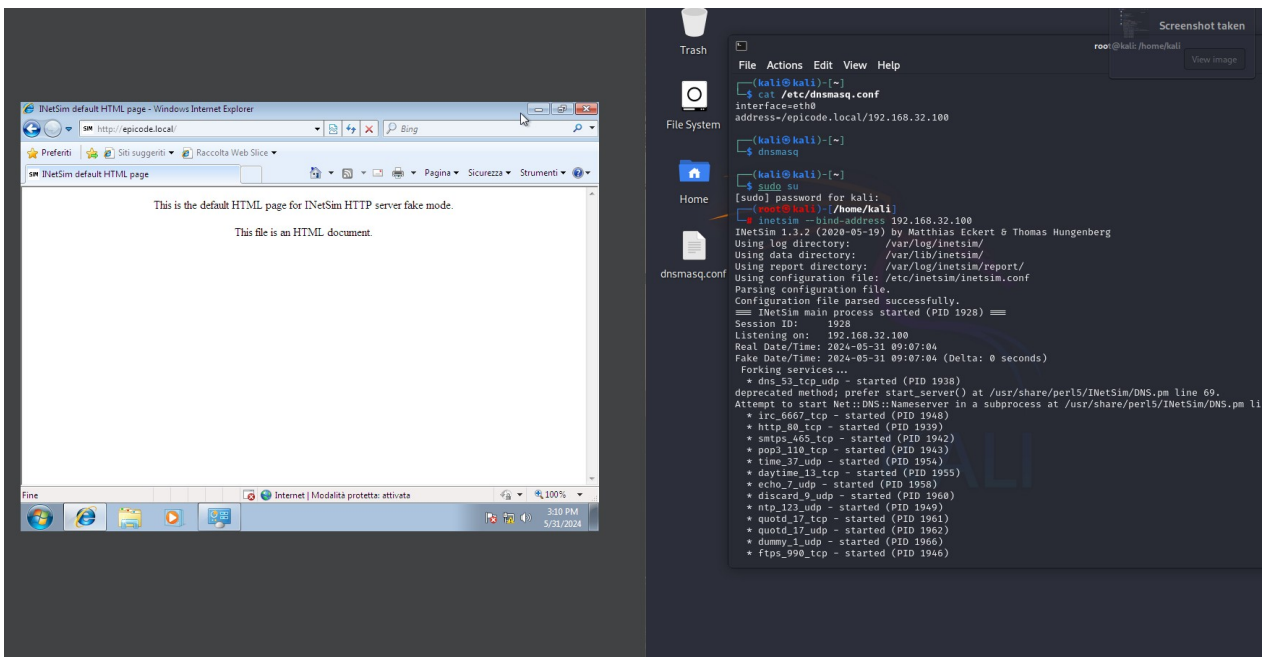 INetSim default HTML page - Windows Internet Explorer
SIM http://epicode.local/
Bing
Preferiti Siti suggeriti Raccolta Web Slice
SIM INetSim default HTML page
Pagina Sicurezza Strumenti
This is the default HTML page for INetSim HTTP server fake mode.
This file is an HTML document.
Fine
Internet | Modalità protetta: attivata
100%
3:10 PM
5/31/2024
Trash
File System
Home
dnsmasq.conf
Screenshot taken
View image
root@kali: /home/kali
File Actions Edit View Help
┌──(kali㉿kali)-[~]
└─$ cat /etc/dnsmasq.conf
interface=eth0
address=/epicode.local/192.168.32.100
┌──(kali㉿kali)-[~]
└─$ dnsmasq
┌──(kali㉿kali)-[~]
└─$ sudo su
[sudo] password for kali:
┌──(root㉿kali)-[/home/kali]
└─# inetsim --bind-address 192.168.32.100
INetSim 1.3.2 (2020-05-19) by Matthias Eckert & Thomas Hungenberg
Using log directory: /var/log/inetsim/
Using data directory: /var/lib/inetsim/
Using report directory: /var/log/inetsim/report/
Using configuration file: /etc/inetsim/inetsim.conf
Parsing configuration file.
Configuration file parsed successfully.
=== INetSim main process started (PID 1928) ===
Session ID: 1928
Listening on: 192.168.32.100
Real Date/Time: 2024-05-31 09:07:04
Fake Date/Time: 2024-05-31 09:07:04 (Delta: 0 seconds)
Forking services...
* dns_53_tcp_udp - started (PID 1938)
deprecated method; prefer start_server() at /usr/share/perl5/INetSim/DNS.pm line 69.
Attempt to start Net::DNS::Nameserver in a subprocess at /usr/share/perl5/INetSim/DNS.pm li
* irc_6667_tcp - started (PID 1948)
* http_80_tcp - started (PID 1939)
* smtps_465_tcp - started (PID 1942)
* pop3_110_tcp - started (PID 1943)
* time_37_udp - started (PID 1954)
* daytime_13_tcp - started (PID 1955)
* echo_7_udp - started (PID 1958)
* discard_9_udp - started (PID 1960)
* ntp_123_udp - started (PID 1949)
* quotd_17_tcp - started (PID 1961)
* quotd_17_udp - started (PID 1962)
* dummy_1_udp - started (PID 1966)
* ftps_990_tcp - started (PID 1946)
KALI